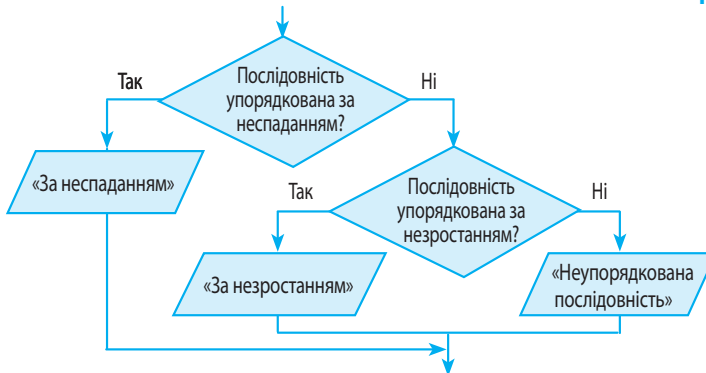 Послідовність
упорядкована за
неспаданням?
Так
Ні
«За неспаданням»
Послідовність
упорядкована за
незростанням?
Так
Ні
«За незростанням»
«Неупорядкована
послідовність»